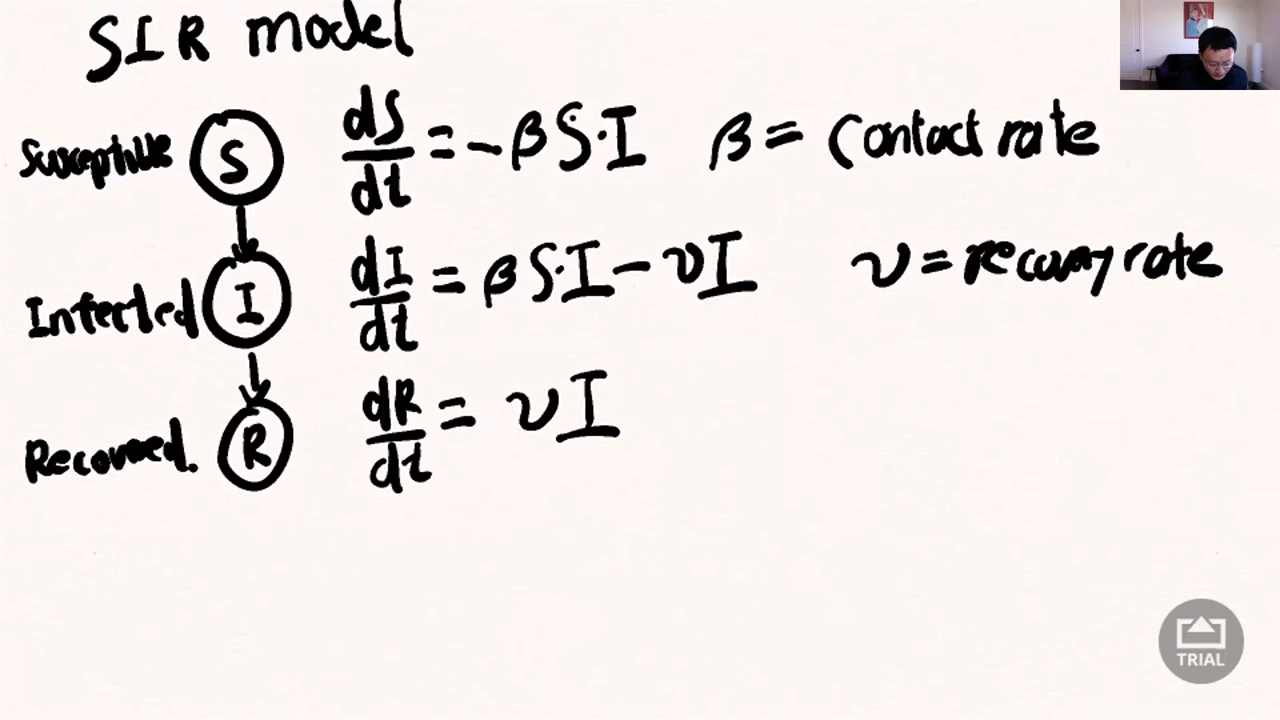 SIR model
Susceptible S dS/dt = -βS·I β = Contact rate
Infected I dI/dt = βS·I - νI ν = recovery rate
Recovered. R dR/dt = νI
TRIAL